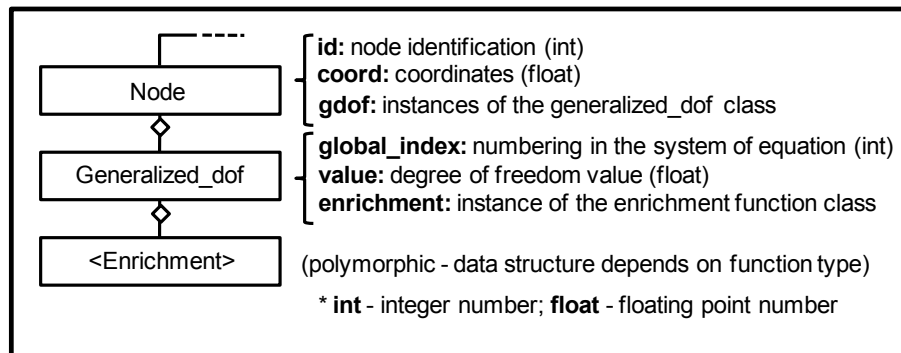 id: node identification (int)
coord: coordinates (float)
Node
gdof: instances of the generalized_dof class
global_index: numbering in the system of equation (int)
Generalized_dof
value: degree of freedom value (float)
enrichment: instance of the enrichment function class
<Enrichment>
(polymorphic - data structure depends on function type)
* int - integer number; float - floating point number